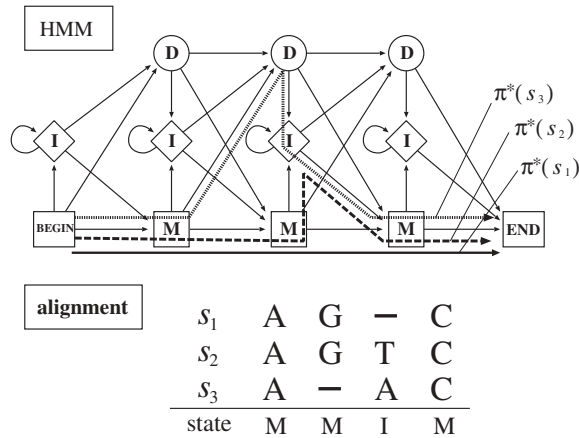 HMM
D D D
π*(s₃)
π*(s₂)
I I I I
π*(s₁)
BEGIN M M M END
alignment
s₁ A G – C
s₂ A G T C
s₃ A – A C
state M M I M